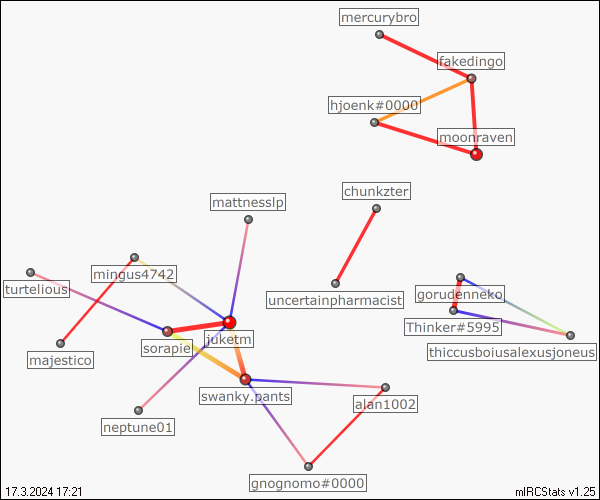 mercurybro
fakedingo
hjoenk#0000
moonraven
chunkzter
mattnesslp
mingus4742
turtelious
gorudenneko
uncertainpharmacist
Thinker#5995
juketm
sorapie
thiccusboiusalexusjoneus
majestico
swanky.pants
alan1002
neptune01
gnognomo#0000
17.3.2024 17:21
mIRCStats v1.25